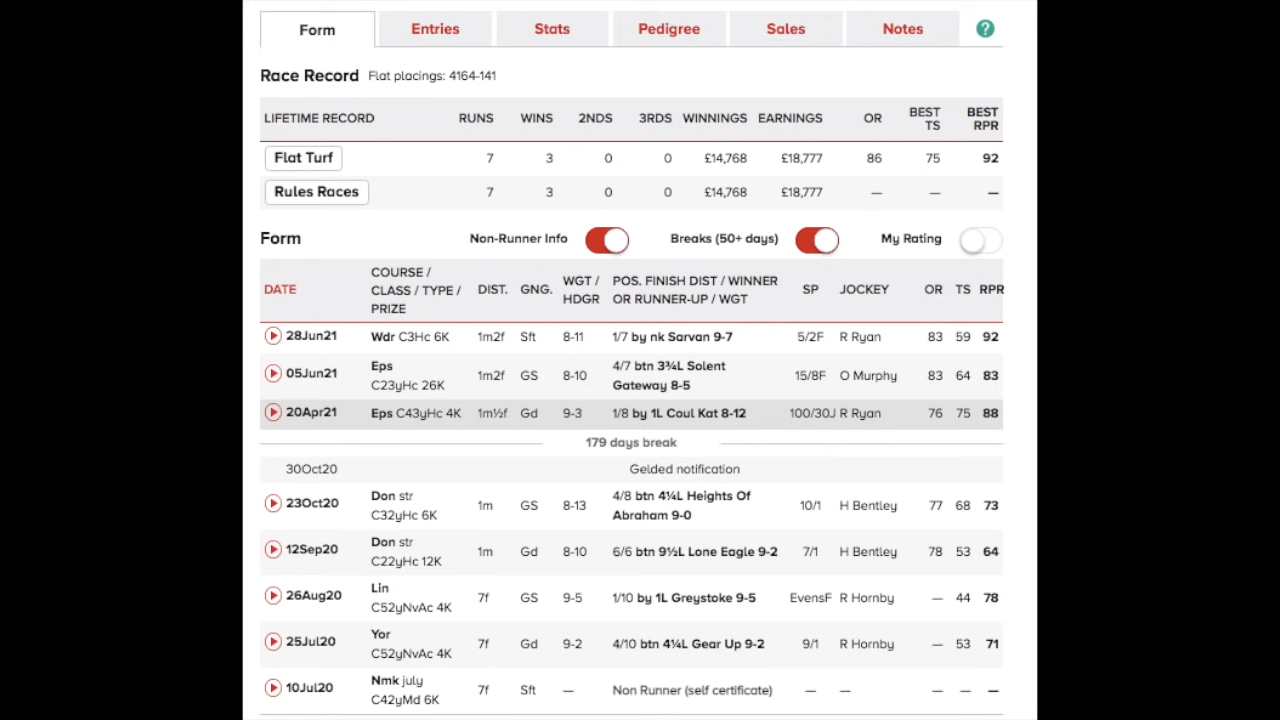 Form Entries Stats Pedigree Sales Notes ?
Race Record Flat placings: 4164-141
LIFETIME RECORD RUNS WINS 2NDS 3RDS WINNINGS EARNINGS OR BEST TS BEST RPR
Flat Turf 7 3 0 0 £14,768 £18,777 86 75 92
Rules Races 7 3 0 0 £14,768 £18,777 — — —
Form Non-Runner Info Breaks (50+ days) My Rating
DATE COURSE / CLASS / TYPE / PRIZE DIST. GNG. WGT / HDGR POS. FINISH DIST / WINNER OR RUNNER-UP / WGT SP JOCKEY OR TS RPR
28Jun21 Wdr C3Hc 6K 1m2f Sft 8-11 1/7 by nk Sarvan 9-7 5/2F R Ryan 83 59 92
05Jun21 Eps C23yHc 26K 1m2f GS 8-10 4/7 btn 3¾L Solent Gateway 8-5 15/8F O Murphy 83 64 83
20Apr21 Eps C43yHc 4K 1m½f Gd 9-3 1/8 by 1L Coul Kat 8-12 100/30J R Ryan 76 75 88
179 days break
30Oct20 Gelded notification
23Oct20 Don str C32yHc 6K 1m GS 8-13 4/8 btn 4¼L Heights Of Abraham 9-0 10/1 H Bentley 77 68 73
12Sep20 Don str C22yHc 12K 1m Gd 8-10 6/6 btn 9½L Lone Eagle 9-2 7/1 H Bentley 78 53 64
26Aug20 Lin C52yNvAc 4K 7f GS 9-5 1/10 by 1L Greystoke 9-5 EvensF R Hornby — 44 78
25Jul20 Yor C52yNvAc 4K 7f Gd 9-2 4/10 btn 4¼L Gear Up 9-2 9/1 R Hornby — 53 71
10Jul20 Nmk july C42yMd 6K 7f Sft — Non Runner (self certificate) — — — — —